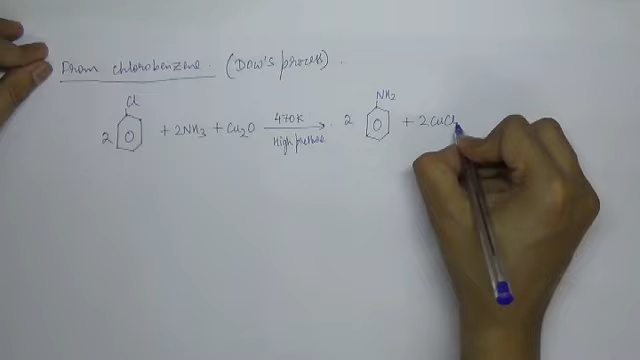 From chlorobenzene. (Dow's process).
Cl NH2
2 + 2NH3 + Cu2O 470K 2 + 2CuCl
High pressure